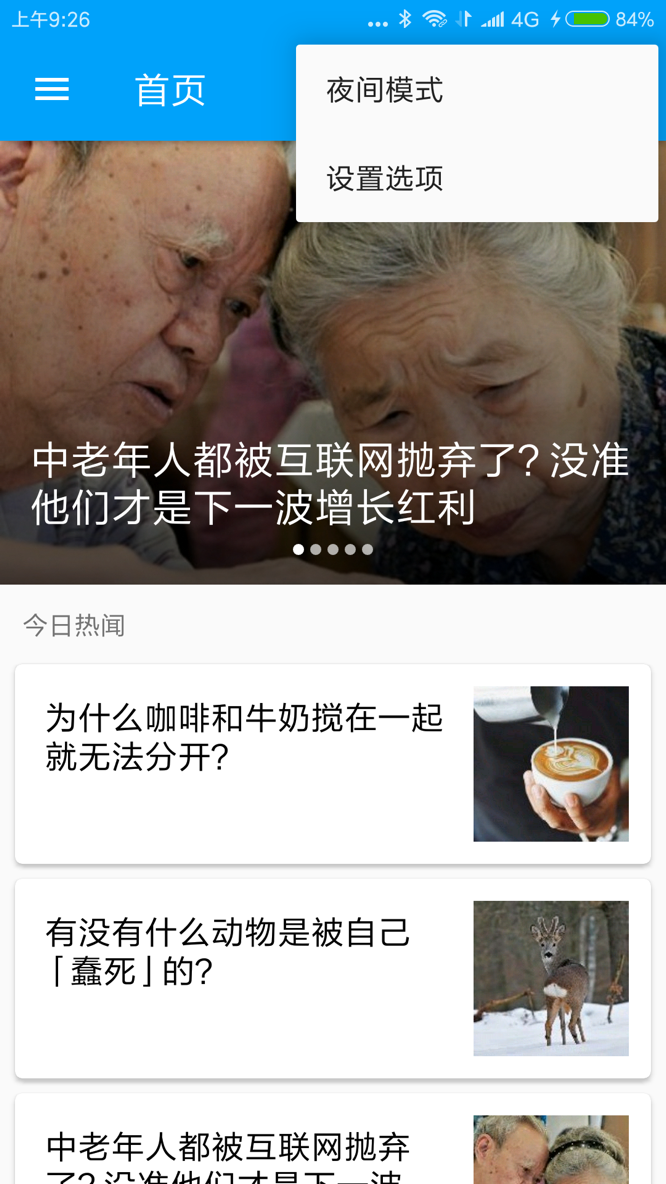 上午9:26
... 4G 84%
首页
夜间模式
设置选项
中老年人都被互联网抛弃了？没准
他们才是下一波增长红利
今日热闻
为什么咖啡和牛奶搅在一起
就无法分开？
有没有什么动物是被自己
「蠢死」的？
中老年人都被互联网抛弃
了？没准他们才是下一波